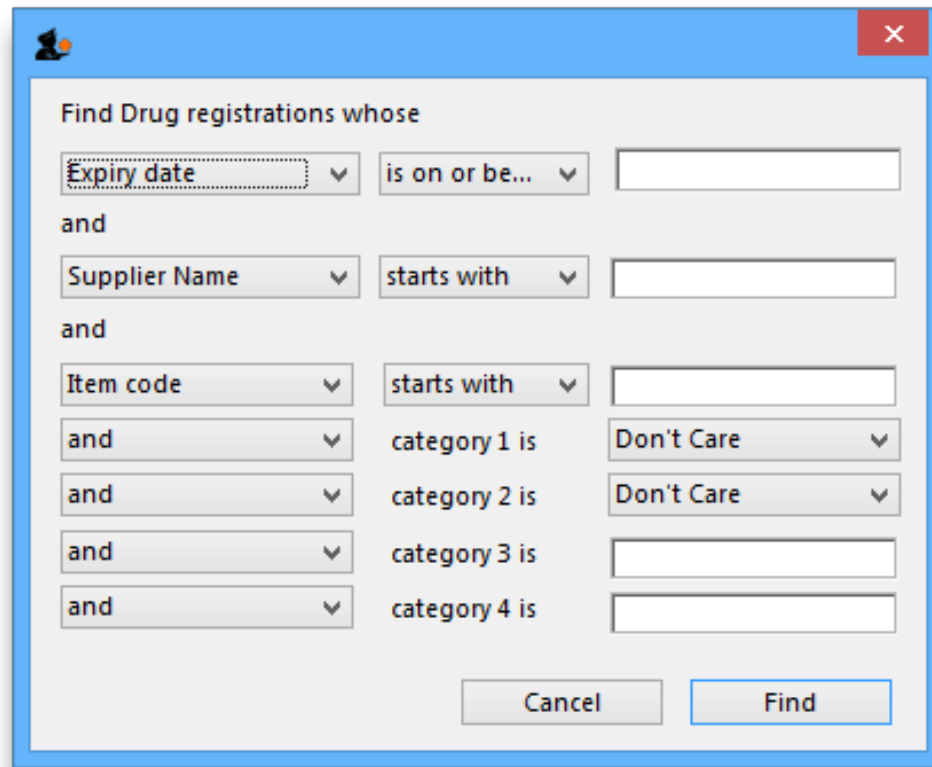 Find Drug registrations whose
Expiry date is on or be...
and
Supplier Name starts with
and
Item code starts with
and category 1 is Don't Care
and category 2 is Don't Care
and category 3 is
and category 4 is
Cancel Find